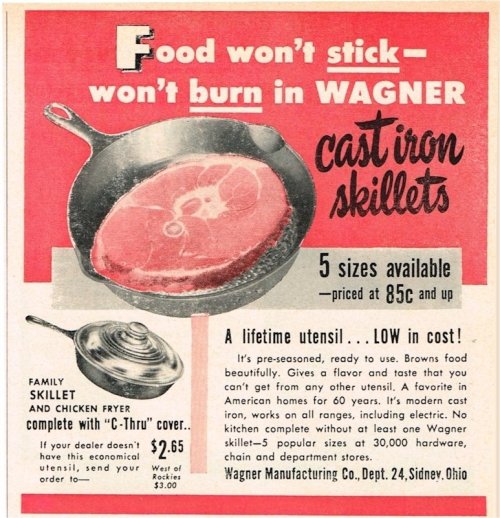 Food won't stick—
won't burn in WAGNER
cast iron
skillets
5 sizes available
—priced at 85c and up
A lifetime utensil . . . LOW in cost!
It's pre-seasoned, ready to use. Browns food
beautifully. Gives a flavor and taste that you
can't get from any other utensil. A favorite in
American homes for 60 years. It's modern cast
iron, works on all ranges, including electric. No
kitchen complete without at least one Wagner
skillet—5 popular sizes at 30,000 hardware,
chain and department stores.
Wagner Manufacturing Co., Dept. 24, Sidney, Ohio
FAMILY
SKILLET
AND CHICKEN FRYER
complete with "C-Thru" cover..
If your dealer doesn't
have this economical
utensil, send your
order to—
$2.65
West of
Rockies
$3.00